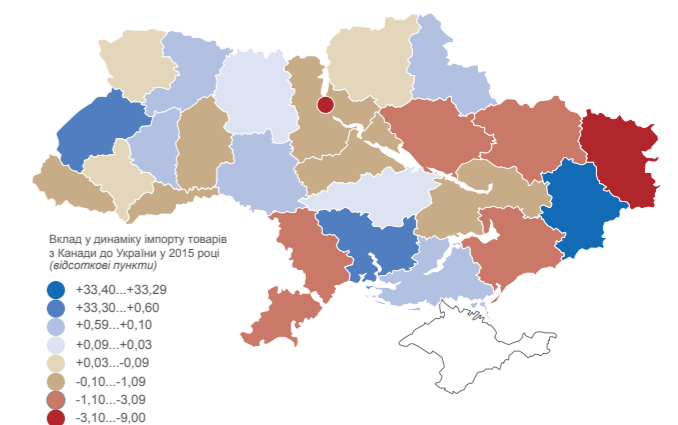 Вклад у динаміку імпорту товарів
з Канади до України у 2015 році
(відсоткові пункти)
+33,40...+33,29
+33,30...+0,60
+0,59...+0,10
+0,09...+0,03
+0,03...-0,09
-0,10...-1,09
-1,10...-3,09
-3,10...-9,00